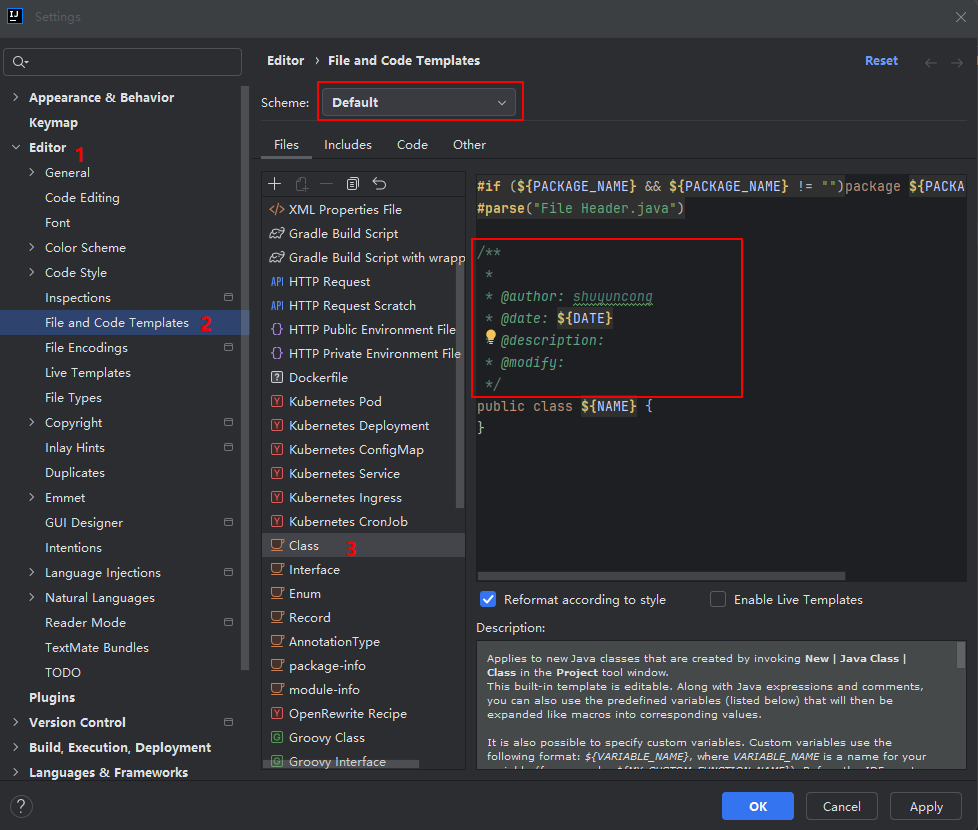 Settings
Appearance & Behavior
Keymap
Editor
1
General
Code Editing
Font
Color Scheme
Code Style
Inspections
File and Code Templates
2
File Encodings
Live Templates
File Types
Copyright
Inlay Hints
Duplicates
Emmet
GUI Designer
Intentions
Language Injections
Natural Languages
Reader Mode
TextMate Bundles
TODO
Plugins
Version Control
Build, Execution, Deployment
Languages & Frameworks
Editor › File and Code Templates
Reset
Scheme:
Default
Files
Includes
Code
Other
XML Properties File
Gradle Build Script
Gradle Build Script with wrapp
API HTTP Request
API HTTP Request Scratch
HTTP Public Environment File
HTTP Private Environment File
Dockerfile
Kubernetes Pod
Kubernetes Deployment
Kubernetes ConfigMap
Kubernetes Service
Kubernetes Ingress
Kubernetes CronJob
Class
3
Interface
Enum
Record
AnnotationType
package-info
module-info
OpenRewrite Recipe
Groovy Class
Groovy Interface
#if (${PACKAGE_NAME} && ${PACKAGE_NAME} != "")package ${PACKA
#parse("File Header.java")
/**
*
* @author: shuyuncong
* @date: ${DATE}
@description:
* @modify:
*/
public class ${NAME} {
}
Reformat according to style
Enable Live Templates
Description:
Applies to new Java classes that are created by invoking New | Java Class |
Class in the Project tool window.
This built-in template is editable. Along with Java expressions and comments,
you can also use the predefined variables (listed below) that will then be
expanded like macros into corresponding values.
It is also possible to specify custom variables. Custom variables use the
following format: ${VARIABLE_NAME}, where VARIABLE_NAME is a name for your
?
OK
Cancel
Apply